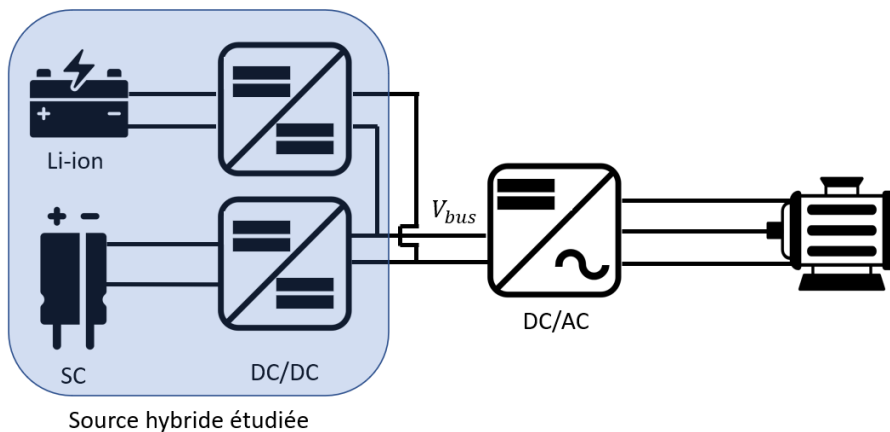 Li-ion
V_bus
DC/AC
SC
DC/DC
Source hybride étudiée